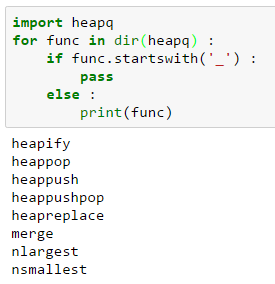 import heapq
for func in dir(heapq) :
    if func.startswith('_') :
        pass
    else :
        print(func)
heapify
heappop
heappush
heappushpop
heapreplace
merge
nlargest
nsmallest